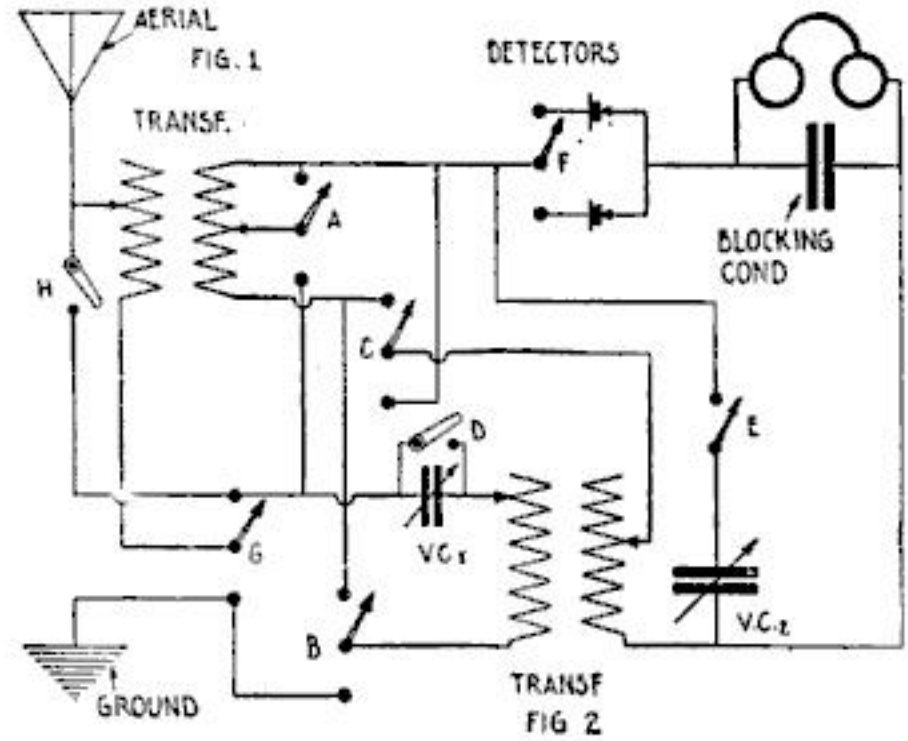 AERIAL
FIG. 1
TRANSF.
DETECTORS
F
BLOCKING
COND
A
H
C
D
E
G
V.C.1
V.C.2
B
GROUND
TRANSF
FIG 2